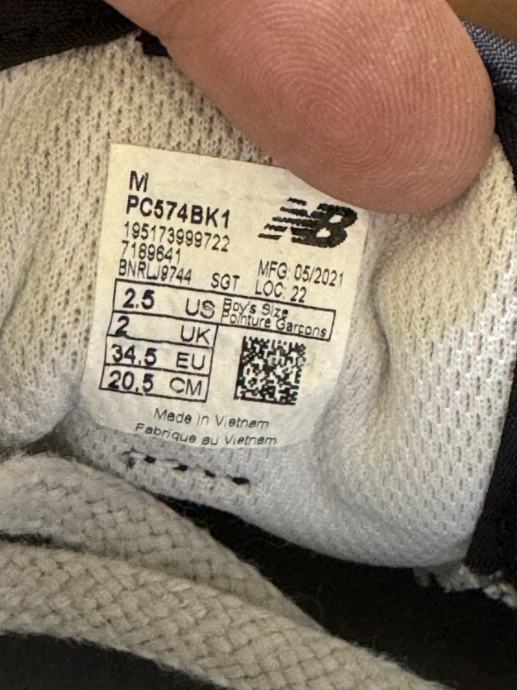 M
PC574BK1
195173999722
7189641
BNRLJ9744 SGT
MFG: 05/2021
LOC: 22
2.5 US Boy's Size
Pointure Garçons
2 UK
34.5 EU
20.5 CM
Made in Vietnam
Fabriqué au Vietnam
NB